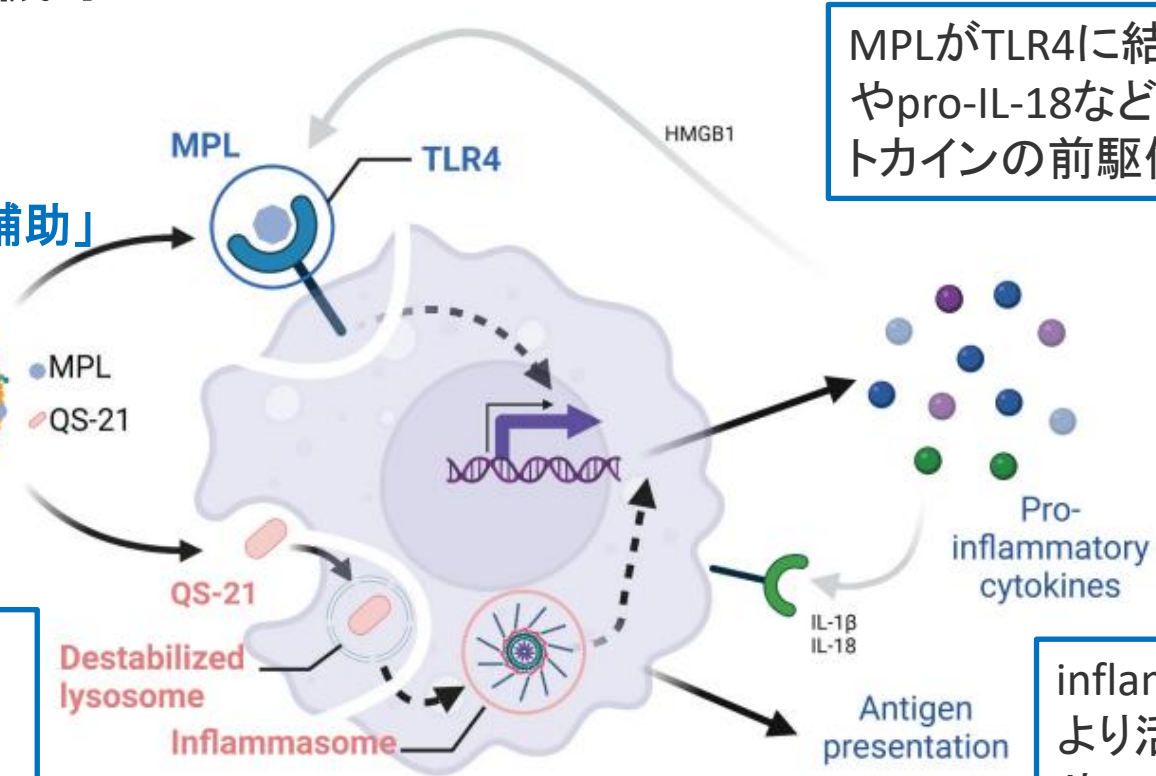 MPLがTLR4に結
やpro-IL-18など
トカインの前駆
HMGB1
MPL
TLR4
補助」
MPL
QS-21
QS-21
Destabilized
lysosome
Inflammasome
Pro-
inflammatory
cytokines
IL-1β
IL-18
Antigen
presentation
inflam
より活